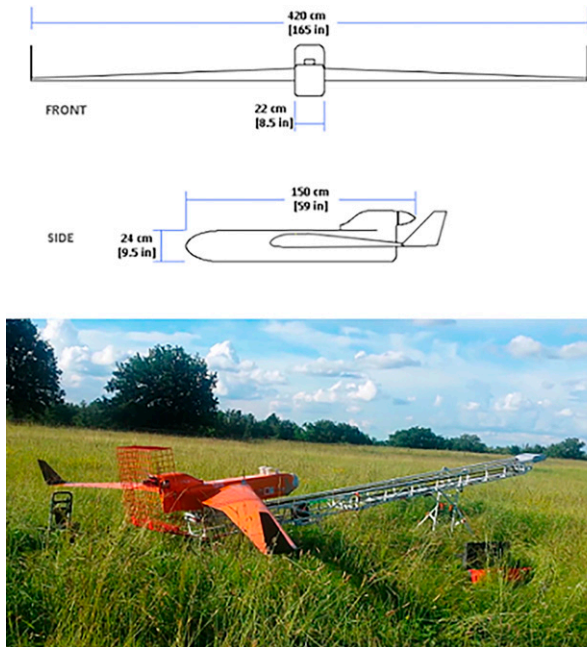 420 cm
[165 in]
FRONT
22 cm
[8.5 in]
150 cm
[59 in]
SIDE
24 cm
[9.5 in]